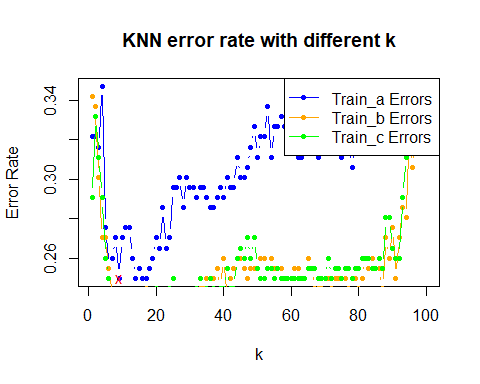 KNN error rate with different k
Train_a Errors
Train_b Errors
Train_c Errors
Error Rate
0.34
0.30
0.26
x
0 20 40 60 80 100
k